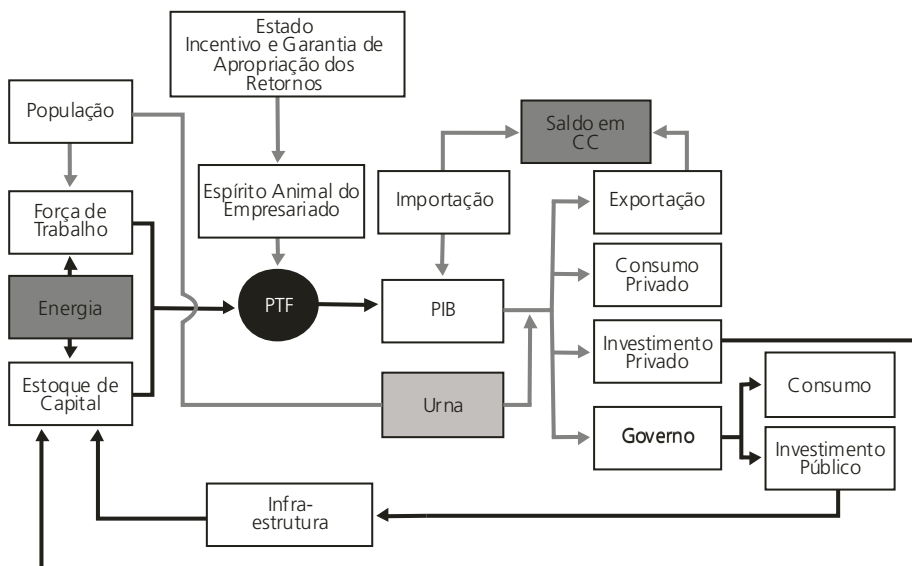 Estado
Incentivo e Garantia de
Apropriação dos
Retornos
População
Saldo em
CC
Espírito Animal do
Empresariado
Importação
Exportação
Força de
Trabalho
Consumo
Privado
Energia
PTF
PIB
Investimento
Privado
Estoque de
Capital
Urna
Consumo
Governo
Investimento
Público
Infra-
estrutura